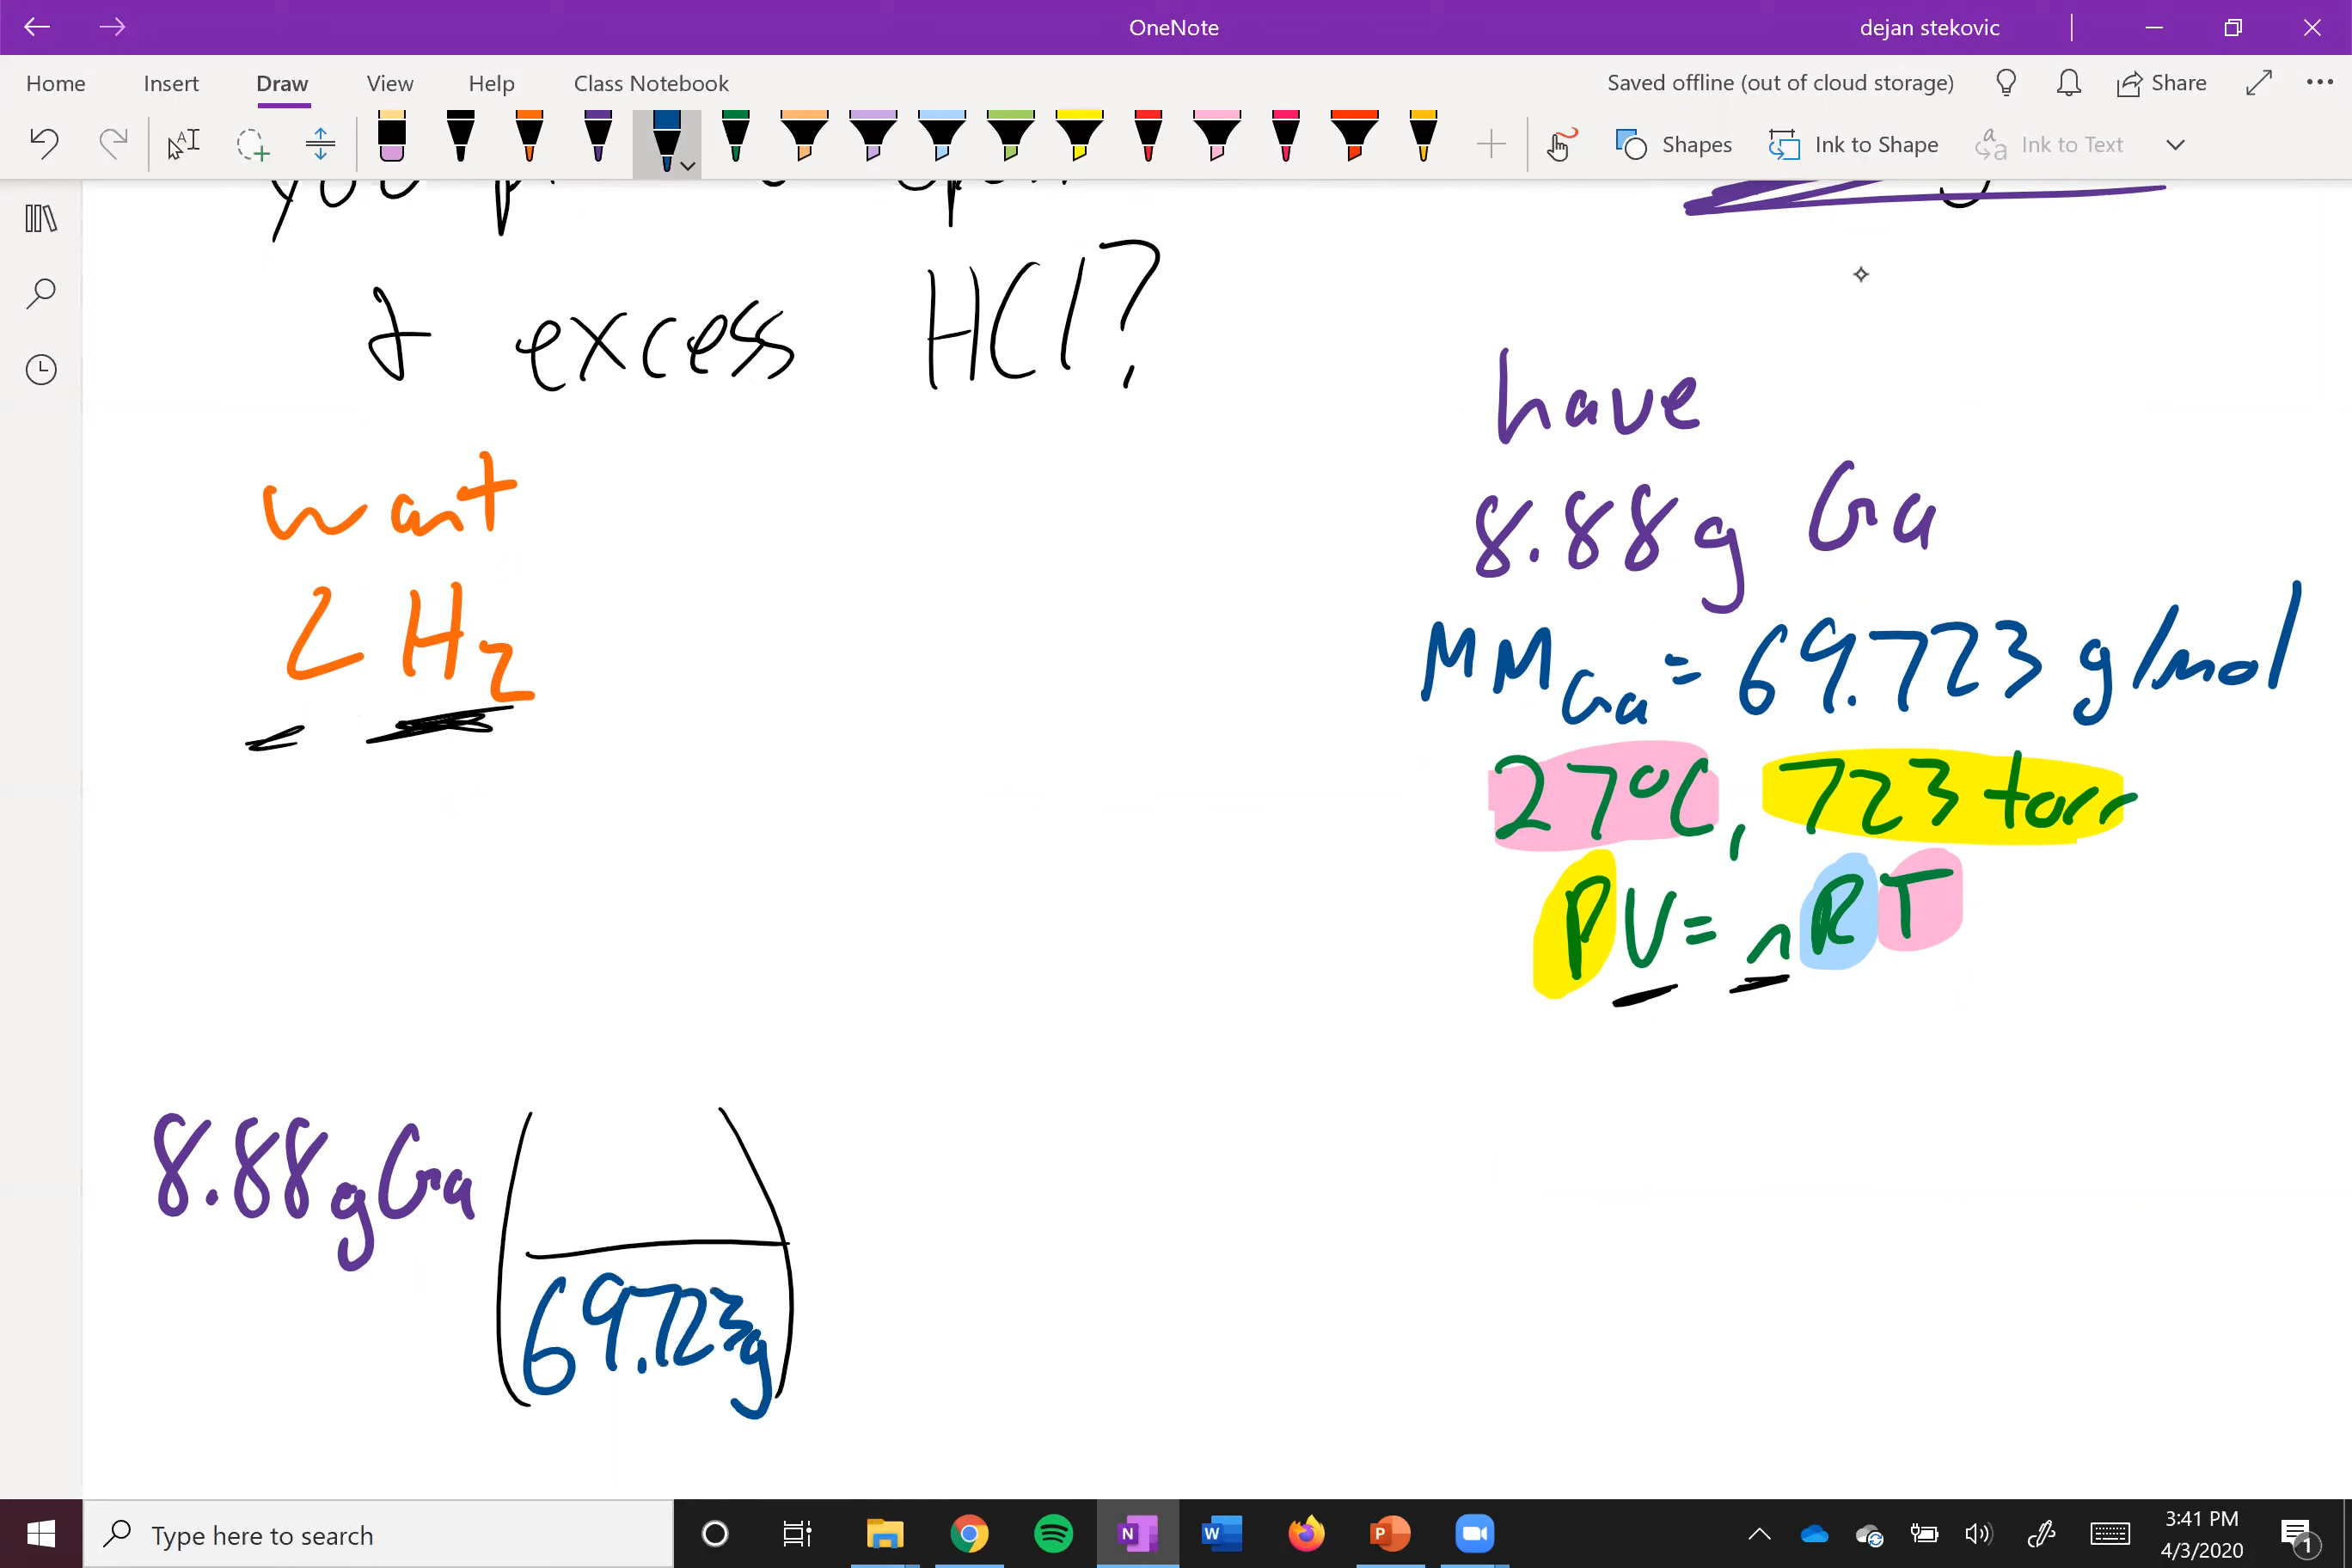 OneNote
dejan stekovic
Home Insert Draw View Help Class Notebook
Saved offline (out of cloud storage) Share
Shapes Ink to Shape Ink to Text
& excess HCl?
want
L H2
have
8.88g Ga
MMGa = 69.723 g/mol
27°C, 723 torr
PV = nRT
8.88g Ga
69.723g
Type here to search
3:41 PM
4/3/2020
1